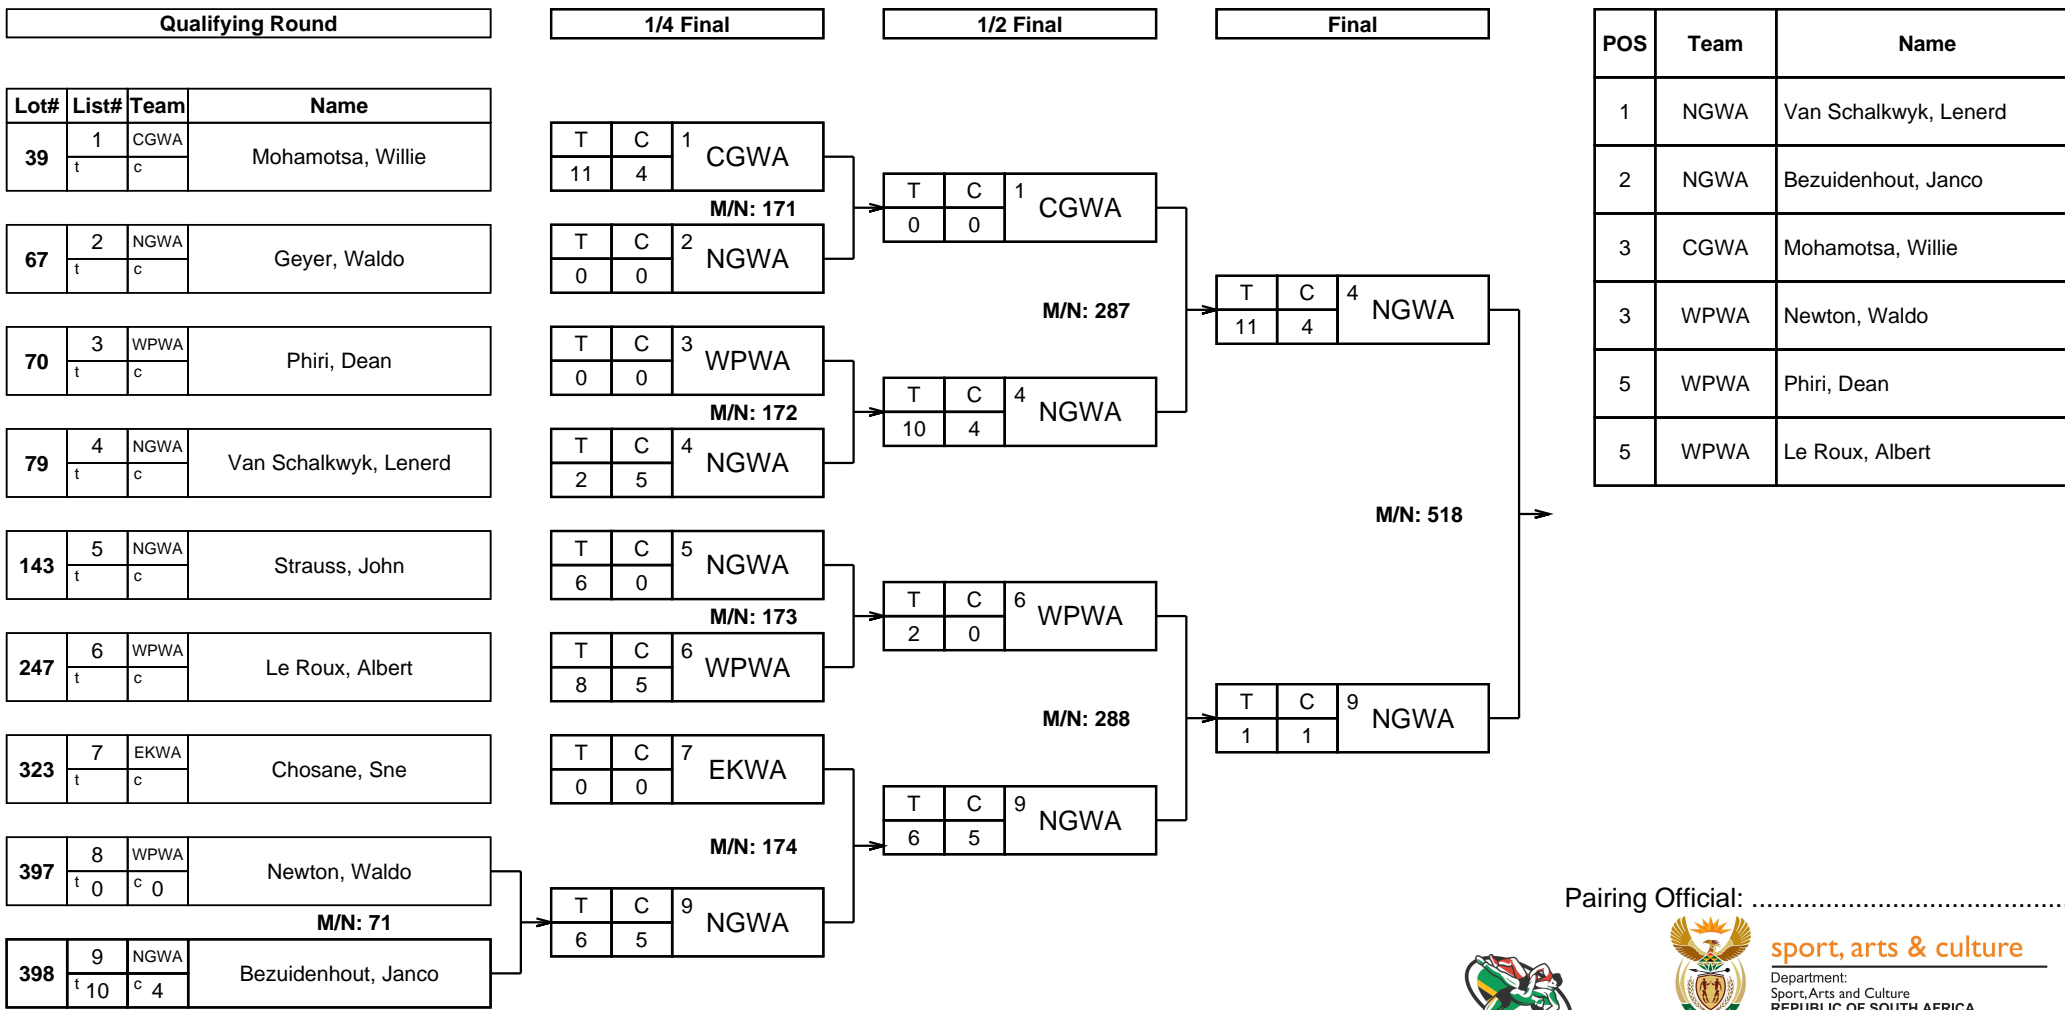 Qualifying Round
1/4 Final
1/2 Final
Final
POS Team Name
1 NGWA Van Schalkwyk, Lenerd
2 NGWA Bezuidenhout, Janco
3 CGWA Mohamotsa, Willie
3 WPWA Newton, Waldo
5 WPWA Phiri, Dean
5 WPWA Le Roux, Albert
Lot# List# Team Name
39 1 CGWA Mohamotsa, Willie
t c
67 2 NGWA Geyer, Waldo
t c
70 3 WPWA Phiri, Dean
t c
79 4 NGWA Van Schalkwyk, Lenerd
t c
143 5 NGWA Strauss, John
t c
247 6 WPWA Le Roux, Albert
t c
323 7 EKWA Chosane, Sne
t c
397 8 WPWA Newton, Waldo
t 0 c 0
M/N: 71
398 9 NGWA Bezuidenhout, Janco
t 10 c 4
T C 1 CGWA
11 4
M/N: 171
T C 2 NGWA
0 0
T C 3 WPWA
0 0
M/N: 172
T C 4 NGWA
2 5
T C 5 NGWA
6 0
M/N: 173
T C 6 WPWA
8 5
T C 7 EKWA
0 0
M/N: 174
T C 9 NGWA
6 5
T C 1 CGWA
0 0
M/N: 287
T C 4 NGWA
10 4
T C 6 WPWA
2 0
M/N: 288
T C 9 NGWA
6 5
T C 4 NGWA
11 4
M/N: 518
T C 9 NGWA
1 1
Pairing Official: ...........................................
sport, arts & culture
Department:
Sport, Arts and Culture
REPUBLIC OF SOUTH AFRICA